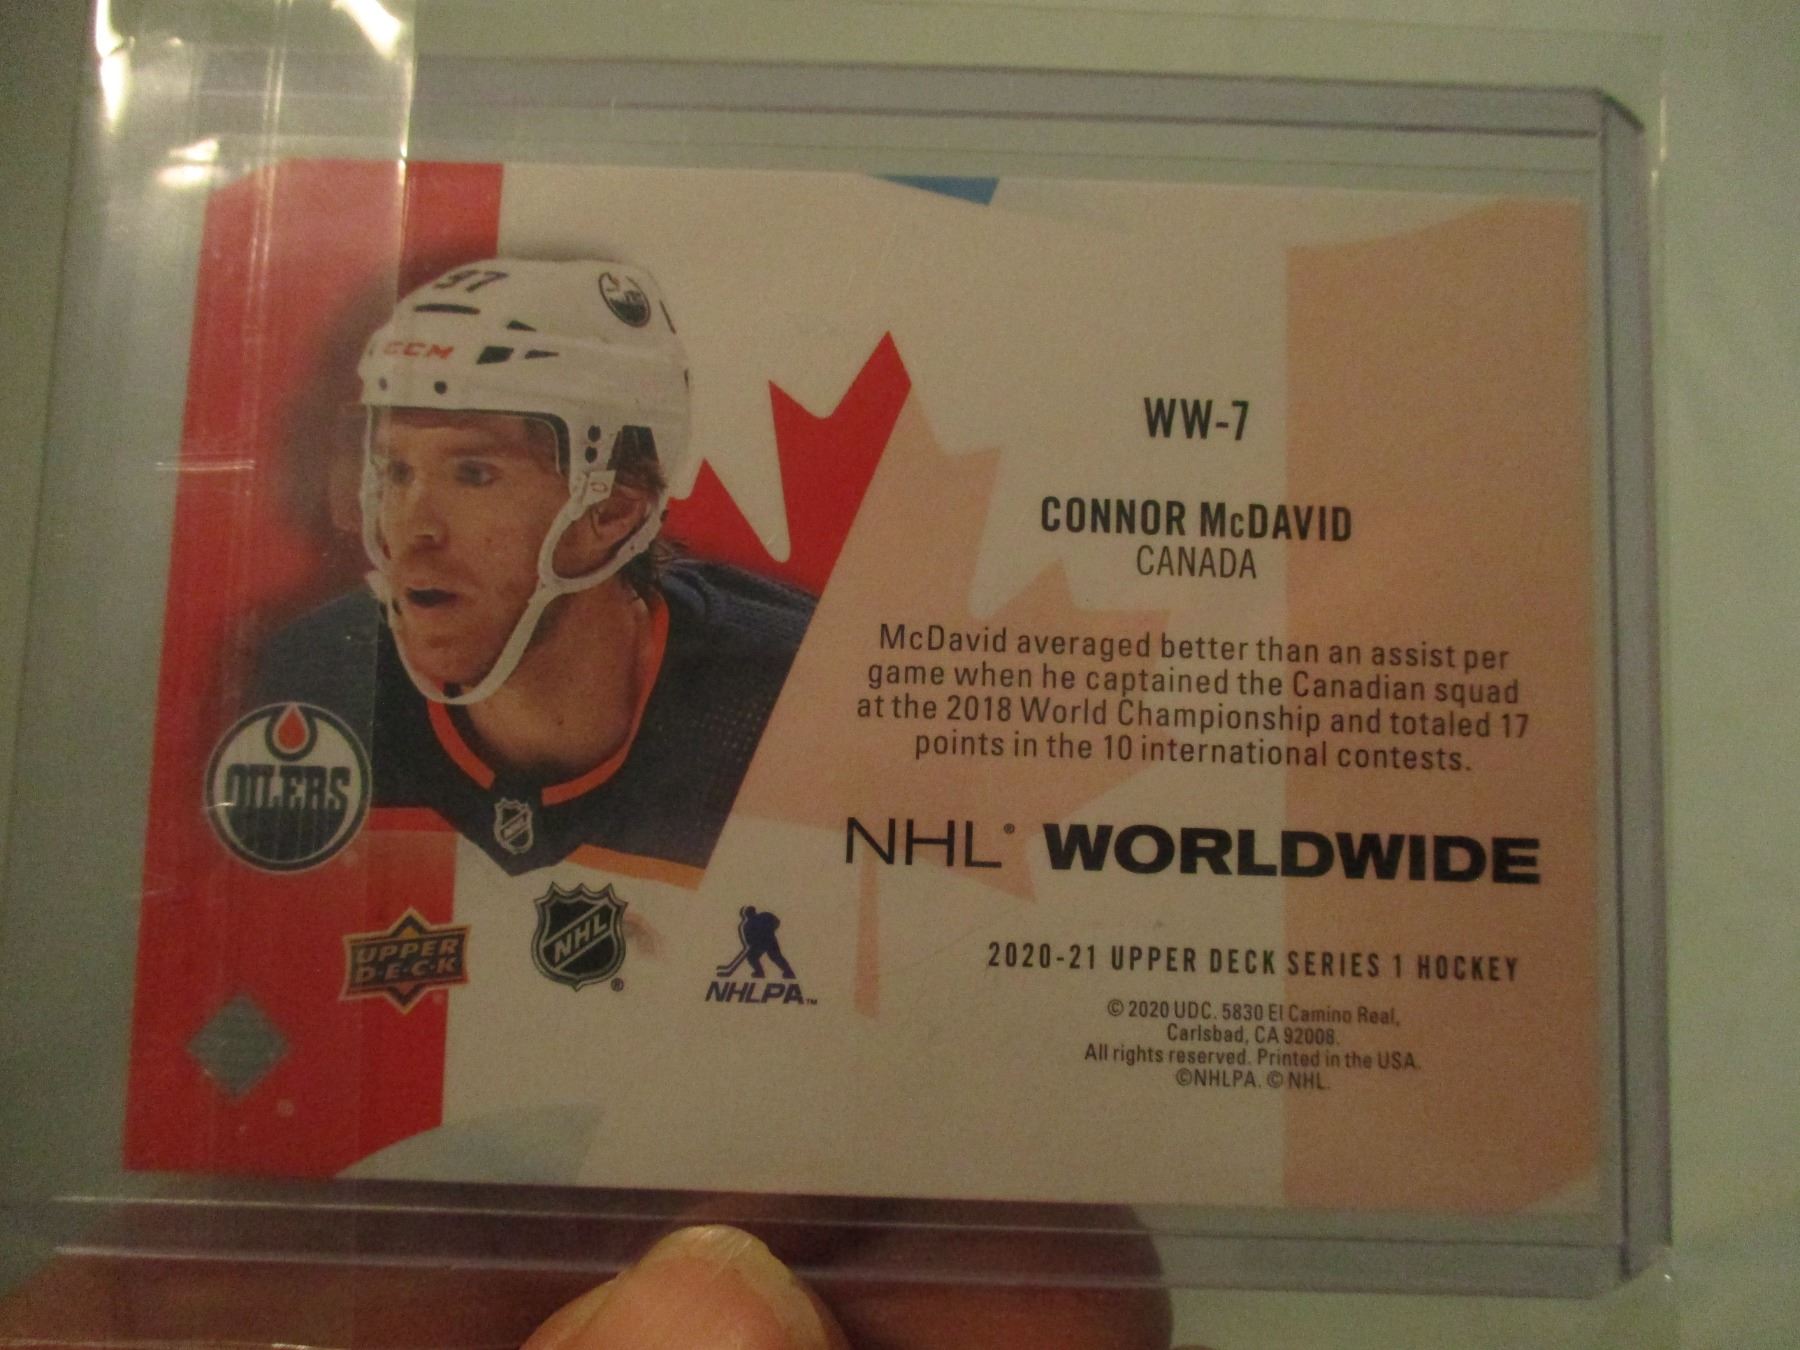 97
CCM
OILERS
UPPER
D·E·C·K
NHL®
NHLPA™
WW-7
CONNOR McDAVID
CANADA
McDavid averaged better than an assist per
game when he captained the Canadian squad
at the 2018 World Championship and totaled 17
points in the 10 international contests.
NHL® WORLDWIDE
2020-21 UPPER DECK SERIES 1 HOCKEY
© 2020 UDC. 5830 El Camino Real,
Carlsbad, CA 92008.
All rights reserved. Printed in the USA.
©NHLPA. © NHL.